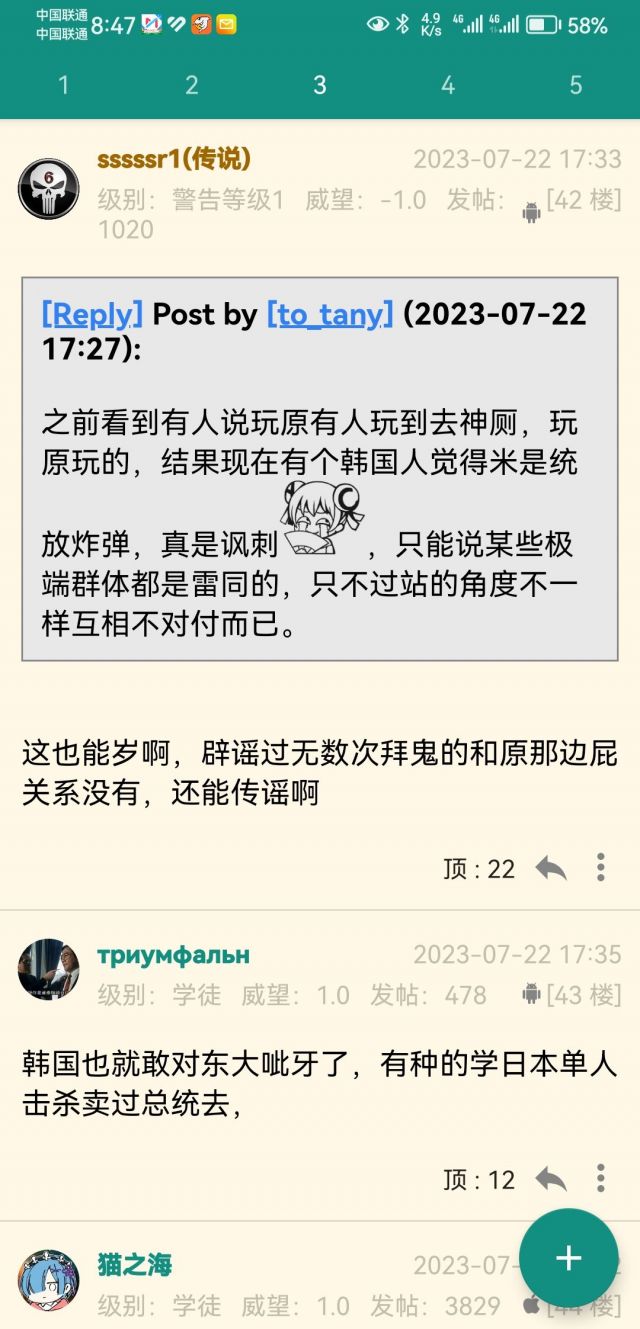 中国联通
中国联通
8:47
4.9
K/s
4G
4G
58%
1 2 3 4 5
sssssr1(传说) 2023-07-22 17:33
级别：警告等级1 威望：-1.0 发帖： [42 楼]
1020
[Reply] Post by [to_tany] (2023-07-22
17:27):
之前看到有人说玩原有人玩到去神厕，玩
原玩的，结果现在有个韩国人觉得米是统
放炸弹，真是讽刺，只能说某些极
端群体都是雷同的，只不过站的角度不一
样互相不对付而已。
这也能岁啊，辟谣过无数次拜鬼的和原那边屁
关系没有，还能传谣啊
顶 : 22
триумфальн 2023-07-22 17:35
级别：学徒 威望：1.0 发帖：478 [43 楼]
韩国也就敢对东大呲牙了，有种的学日本单人
击杀卖过总统去，
顶 : 12
猫之海 2023-07-
级别：学徒 威望：1.0 发帖：3829 [44 楼]